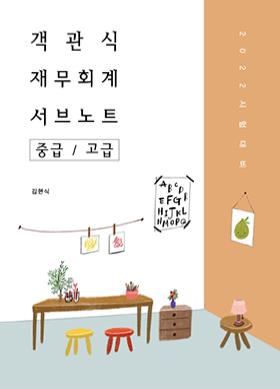 객관식
재무회계
서브노트
중급 / 고급
김현식
2022시험대비
ABCD
EFGH
IJKL
MNOPQ